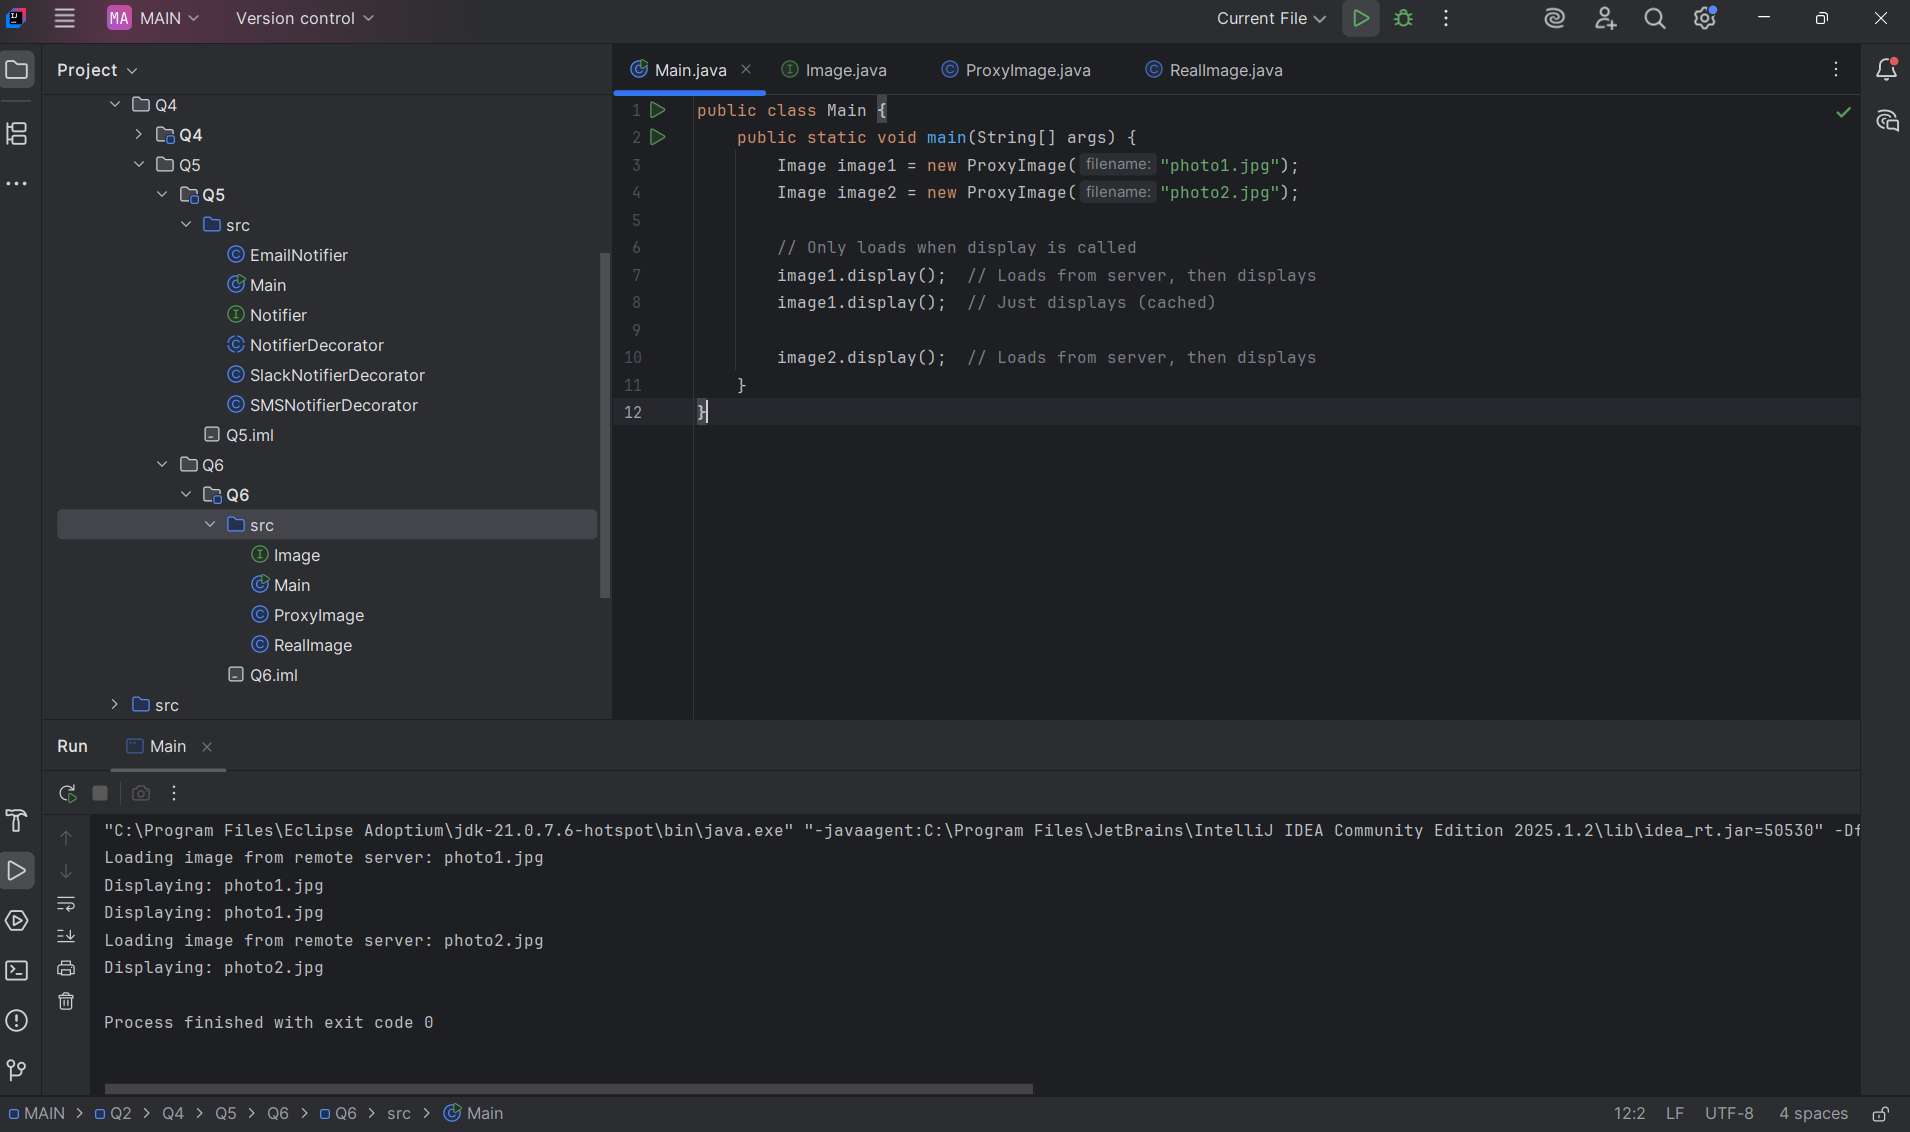 MA MAIN Version control Current File
Project
Main.java Image.java ProxyImage.java RealImage.java
Q4
Q4
Q5
Q5
src
EmailNotifier
Main
Notifier
NotifierDecorator
SlackNotifierDecorator
SMSNotifierDecorator
Q5.iml
Q6
Q6
src
Image
Main
ProxyImage
RealImage
Q6.iml
src
1 public class Main {
2 public static void main(String[] args) {
3 Image image1 = new ProxyImage( filename: "photo1.jpg");
4 Image image2 = new ProxyImage( filename: "photo2.jpg");
5
6 // Only loads when display is called
7 image1.display();  // Loads from server, then displays
8 image1.display();  // Just displays (cached)
9
10 image2.display();  // Loads from server, then displays
11 }
12 }
Run Main
"C:\Program Files\Eclipse Adoptium\jdk-21.0.7.6-hotspot\bin\java.exe" "-javaagent:C:\Program Files\JetBrains\IntelliJ IDEA Community Edition 2025.1.2\lib\idea_rt.jar=50530" -Df
Loading image from remote server: photo1.jpg
Displaying: photo1.jpg
Displaying: photo1.jpg
Loading image from remote server: photo2.jpg
Displaying: photo2.jpg
Process finished with exit code 0
MAIN > Q2 > Q4 > Q5 > Q6 > Q6 > src > Main 12:2 LF UTF-8 4 spaces